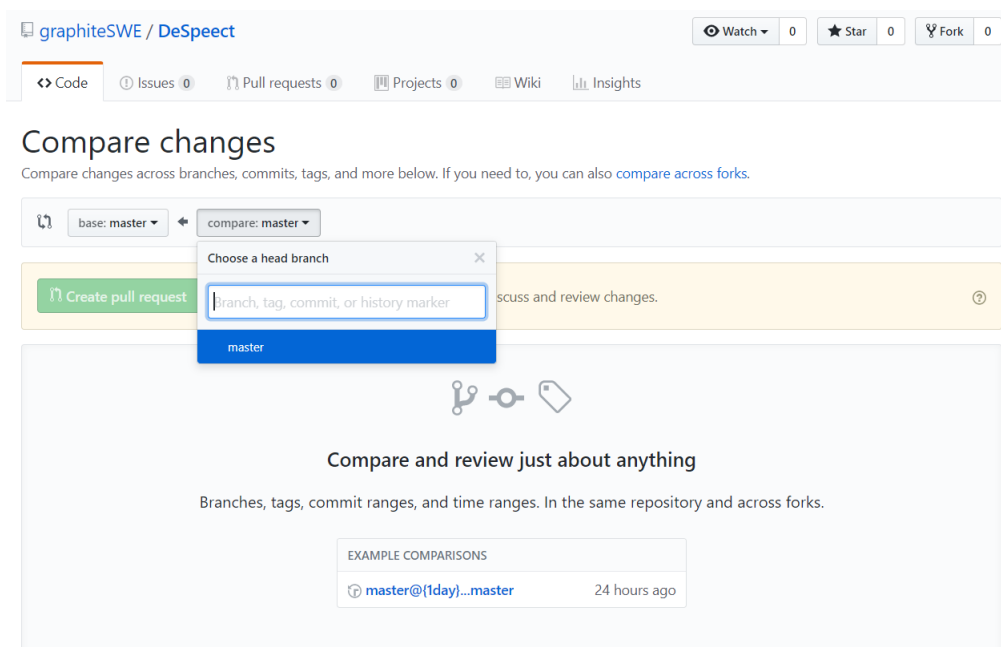 graphiteSWE / DeSpeect
Watch 0 Star 0 Fork 0
Code Issues 0 Pull requests 0 Projects 0 Wiki Insights
Compare changes
Compare changes across branches, commits, tags, and more below. If you need to, you can also compare across forks.
base: master compare: master
Choose a head branch
Create pull request
Branch, tag, commit, or history marker
scuss and review changes.
master
Compare and review just about anything
Branches, tags, commit ranges, and time ranges. In the same repository and across forks.
EXAMPLE COMPARISONS
master@{1day}...master 24 hours ago